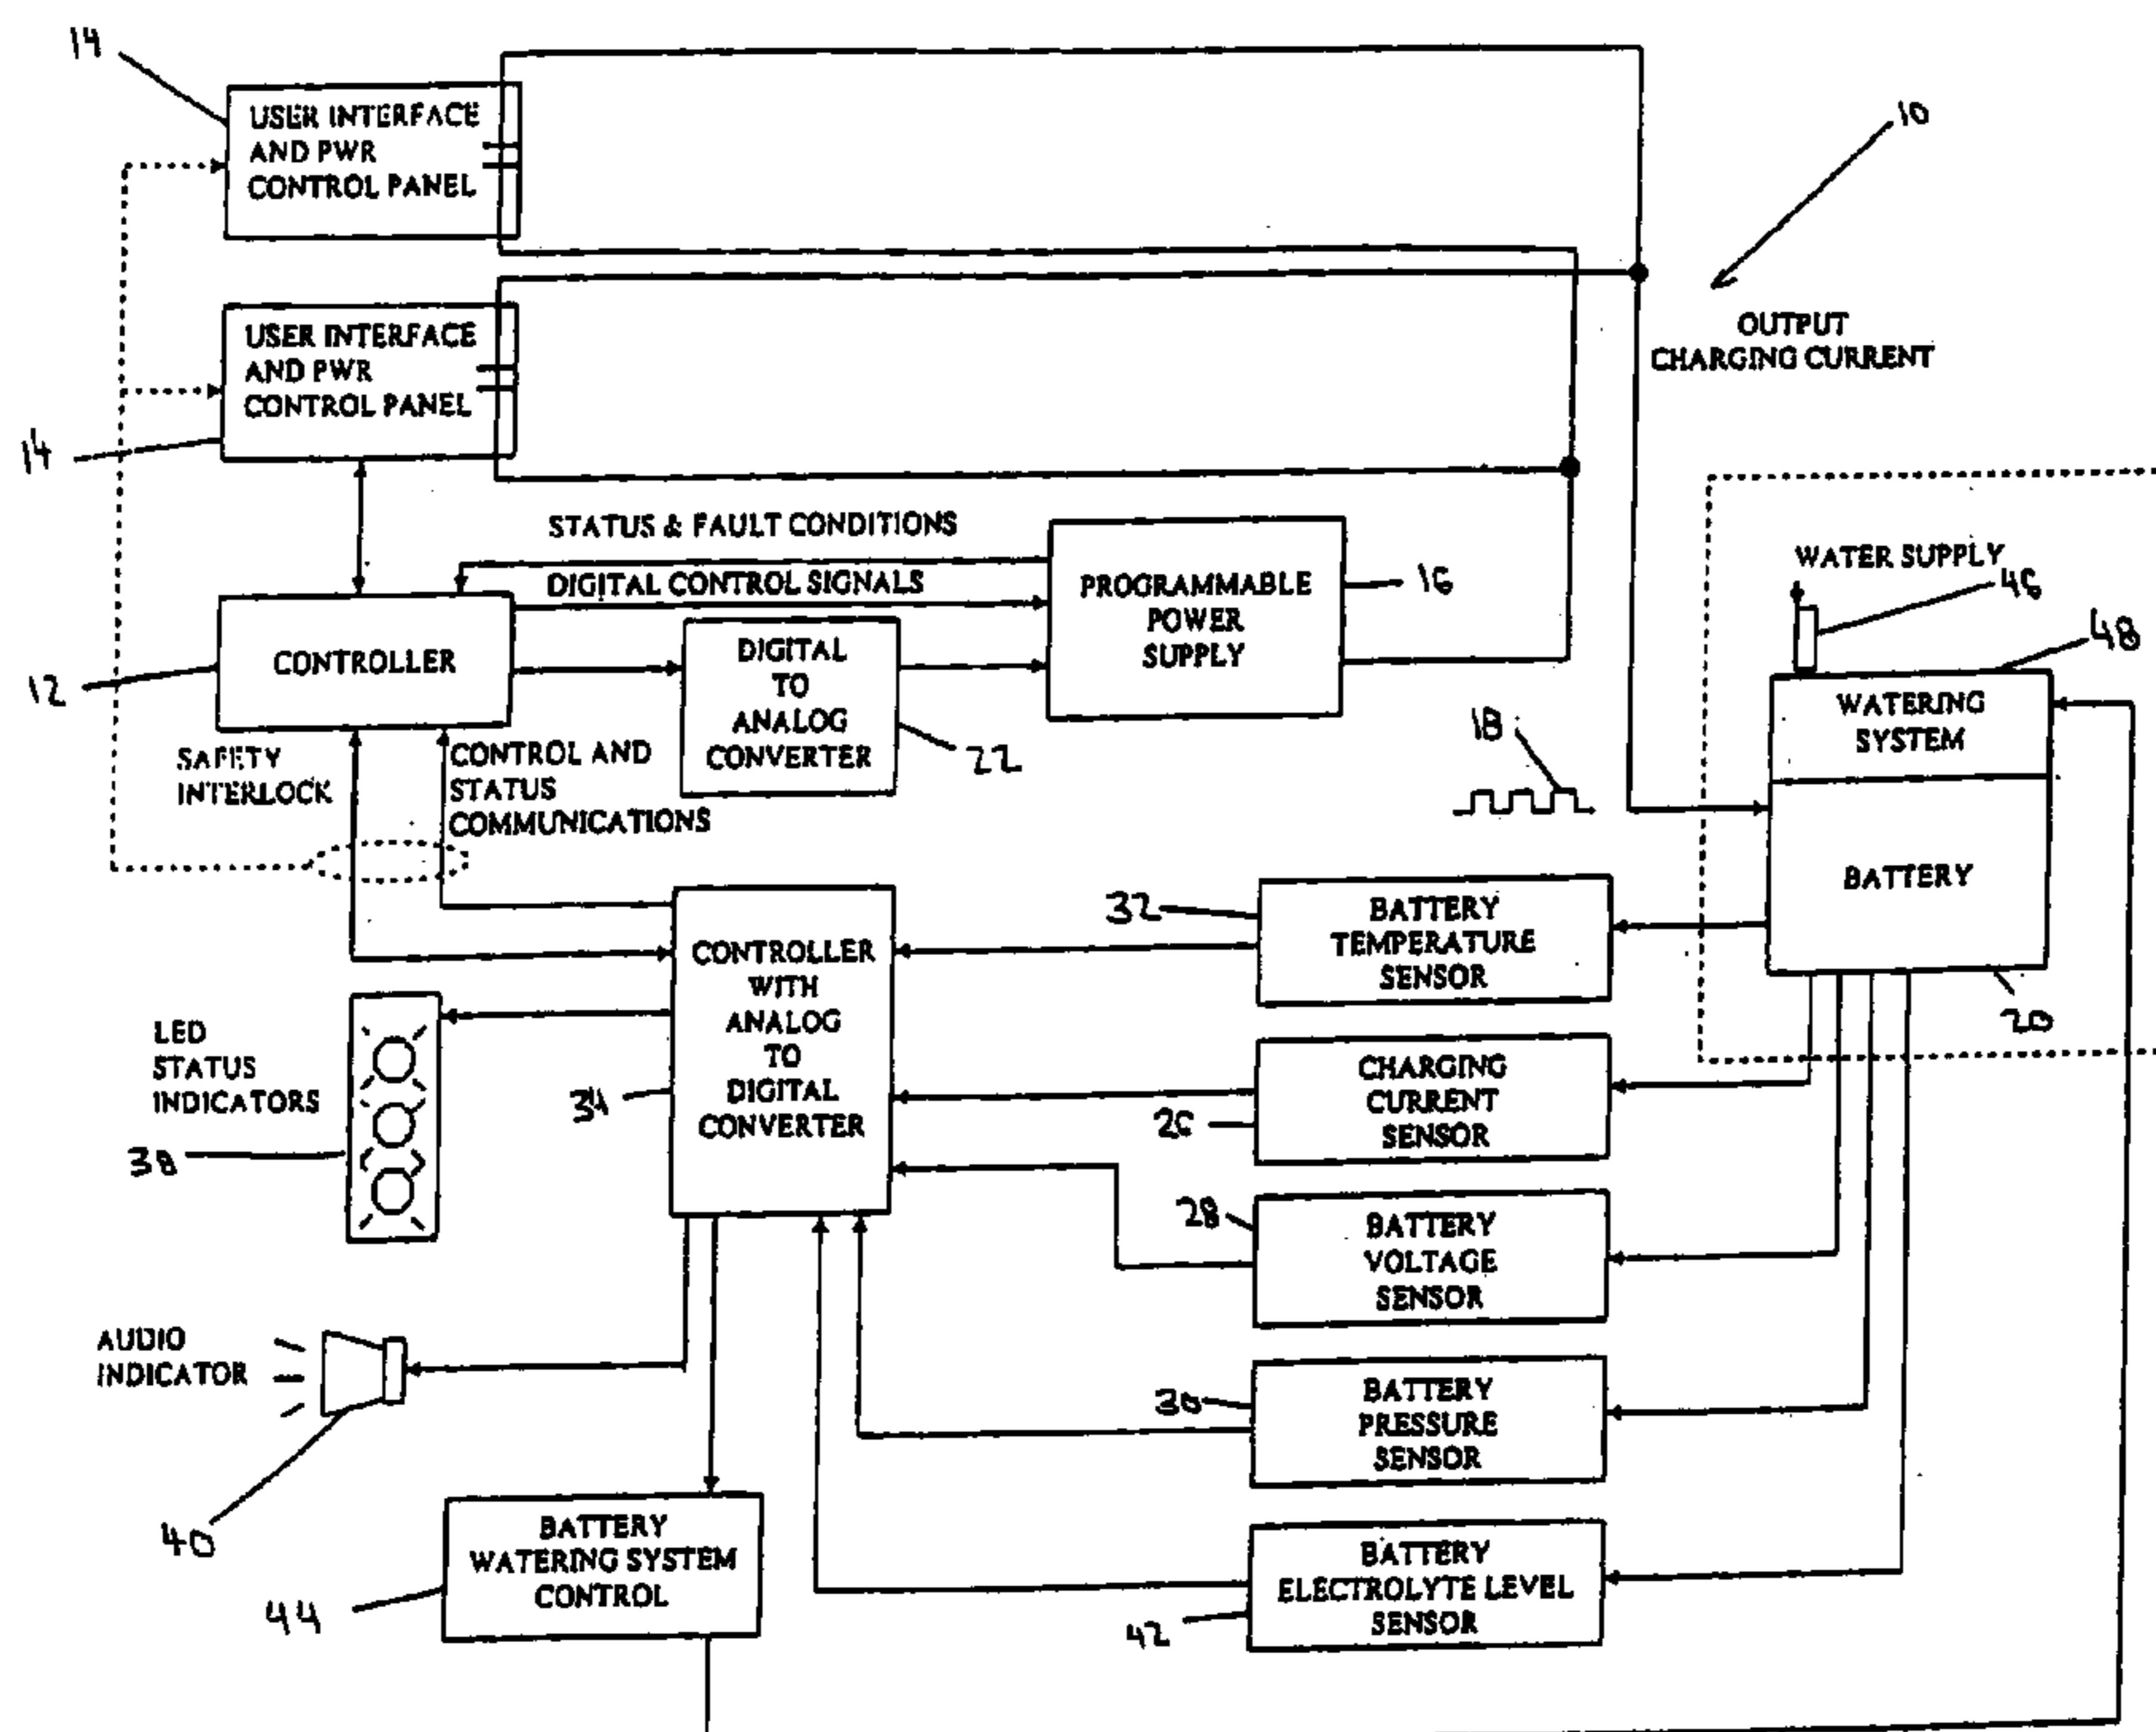 14
USER INTERFACE
AND PWR
CONTROL PANEL
10
OUTPUT
CHARGING CURRENT
USER INTERFACE
AND PWR
CONTROL PANEL
14
STATUS & FAULT CONDITIONS
DIGITAL CONTROL SIGNALS
PROGRAMMABLE
POWER
SUPPLY
16
WATER SUPPLY
46
48
CONTROLLER
12
DIGITAL
TO
ANALOG
CONVERTER
22
18
WATERING
SYSTEM
BATTERY
20
SAFETY
INTERLOCK
CONTROL AND
STATUS
COMMUNICATIONS
CONTROLLER
WITH
ANALOG
TO
DIGITAL
CONVERTER
34
32
BATTERY
TEMPERATURE
SENSOR
LED
STATUS
INDICATORS
38
CHARGING
CURRENT
SENSOR
26
28
BATTERY
VOLTAGE
SENSOR
AUDIO
INDICATOR
40
30
BATTERY
PRESSURE
SENSOR
BATTERY
WATERING SYSTEM
CONTROL
44
BATTERY
ELECTROLYTE LEVEL
SENSOR
42